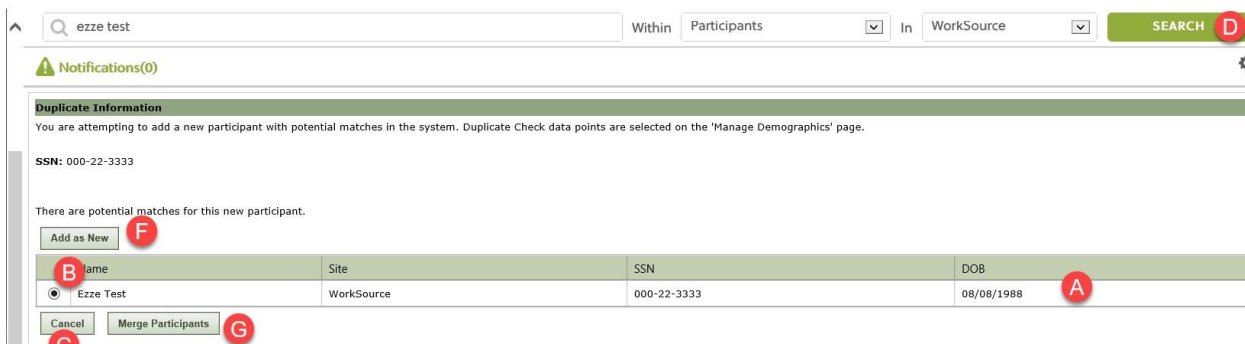 ezze test Within Participants In WorkSource SEARCH D
Notifications(0)
Duplicate Information
You are attempting to add a new participant with potential matches in the system. Duplicate Check data points are selected on the 'Manage Demographics' page.
SSN: 000-22-3333
There are potential matches for this new participant.
Add as New F
B ame Site SSN DOB
Ezze Test WorkSource 000-22-3333 08/08/1988 A
Cancel Merge Participants G
C